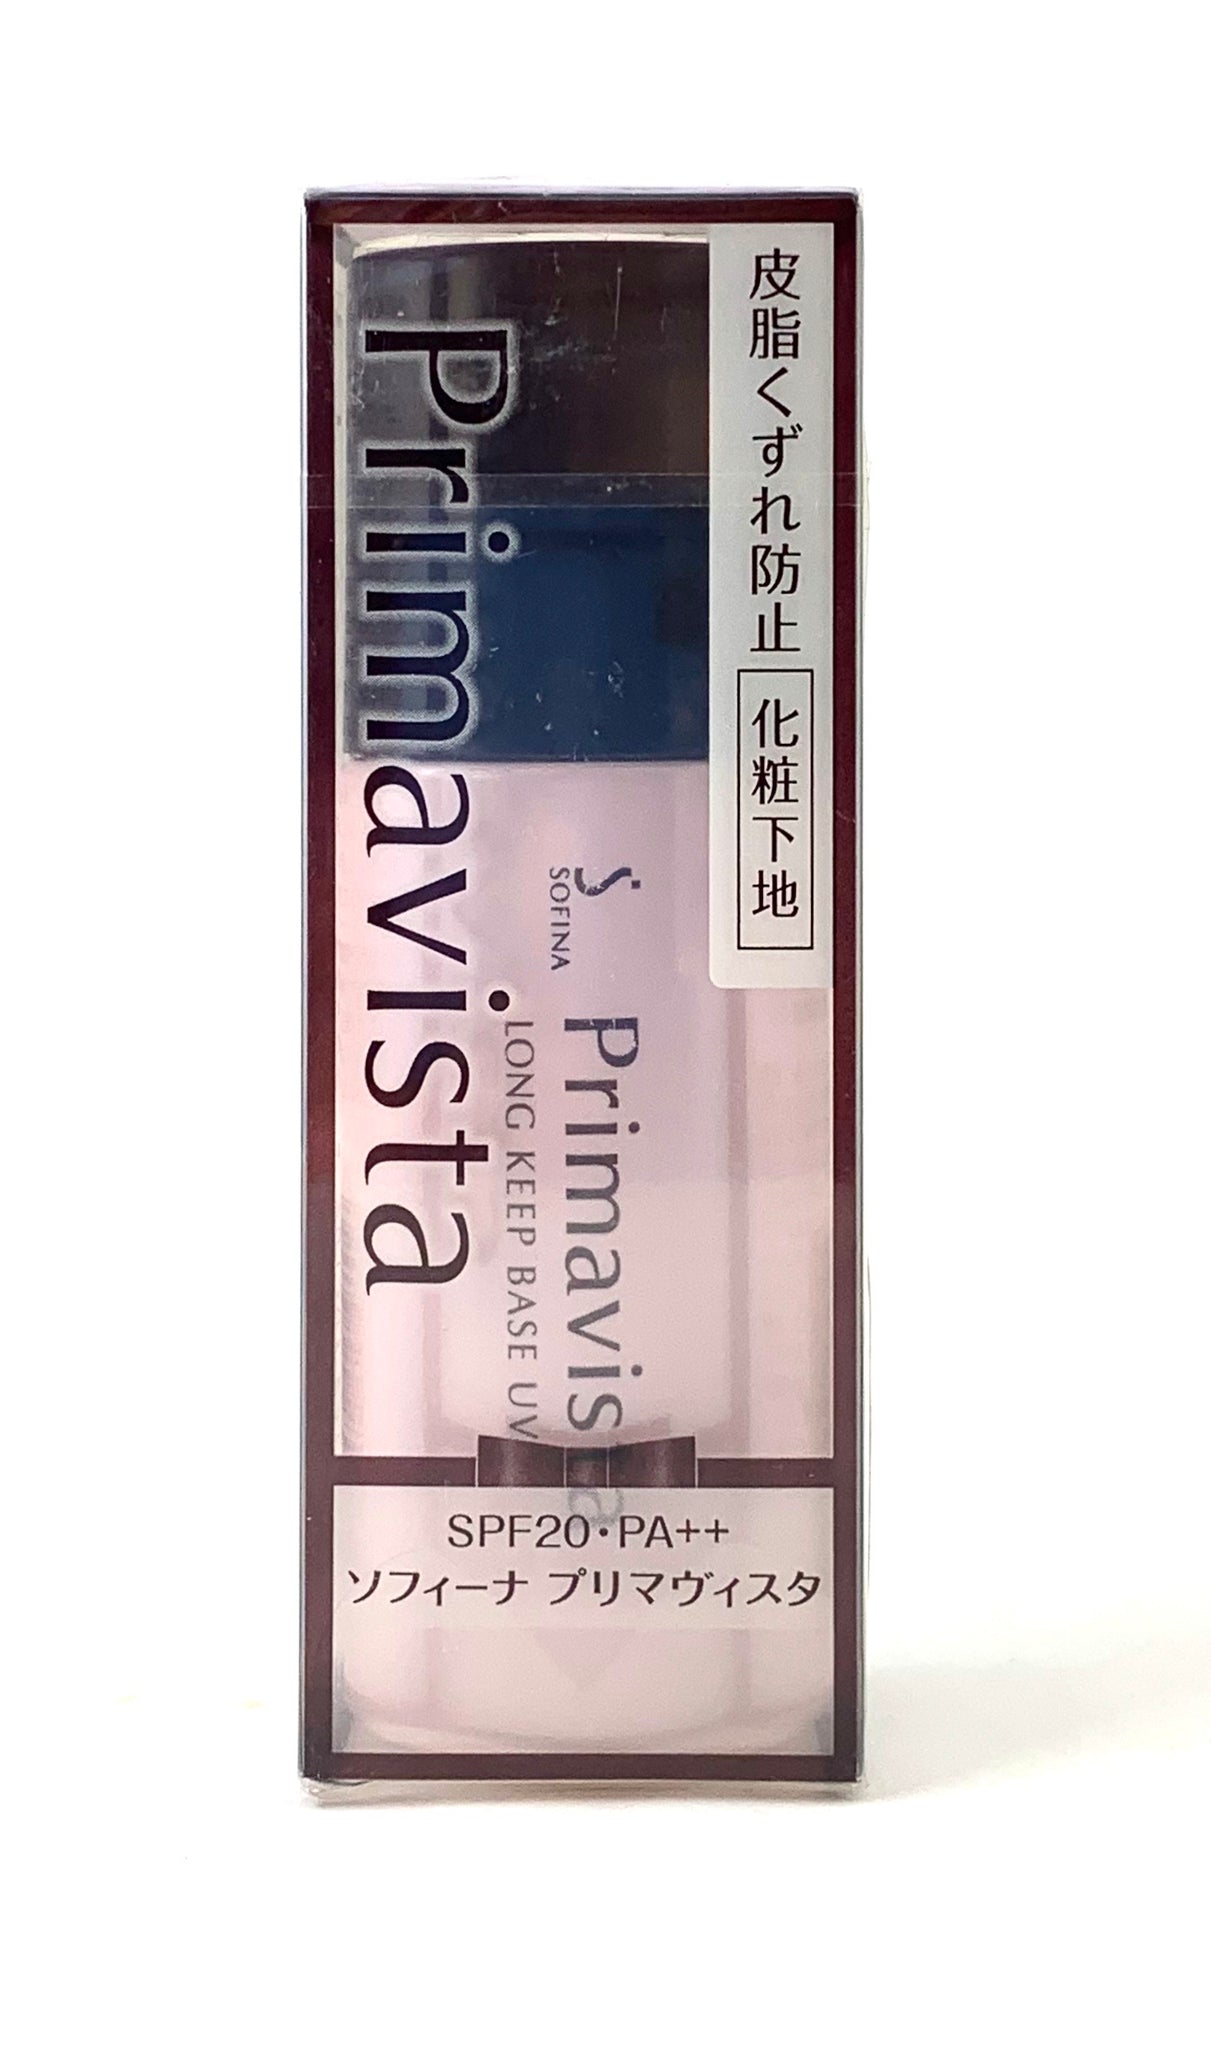 皮脂くずれ防止 化粧下地
Primavista
SOFINA
Primavista
LONG KEEP BASE UV
SPF20・PA++
ソフィーナ プリマヴィスタ